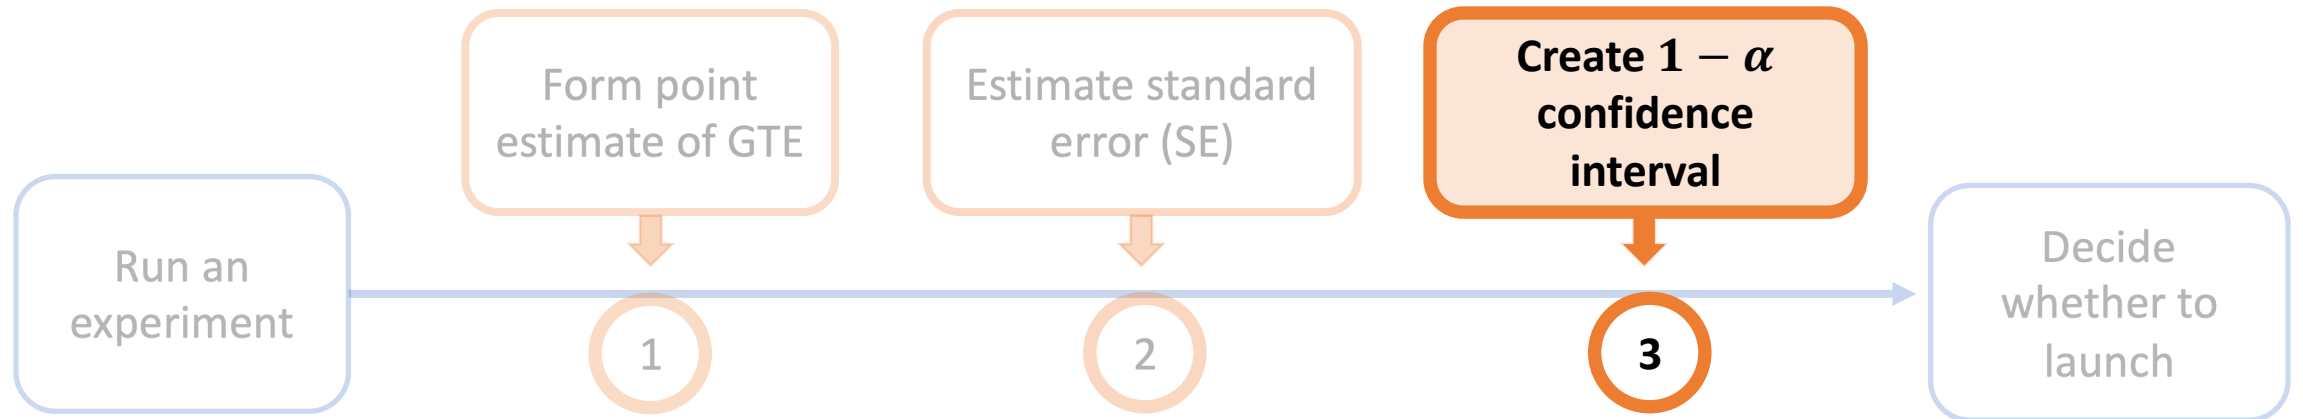 Run an
experiment
Form point
estimate of GTE
1
Estimate standard
error (SE)
2
Create 1 − α
confidence
interval
3
Decide
whether to
launch